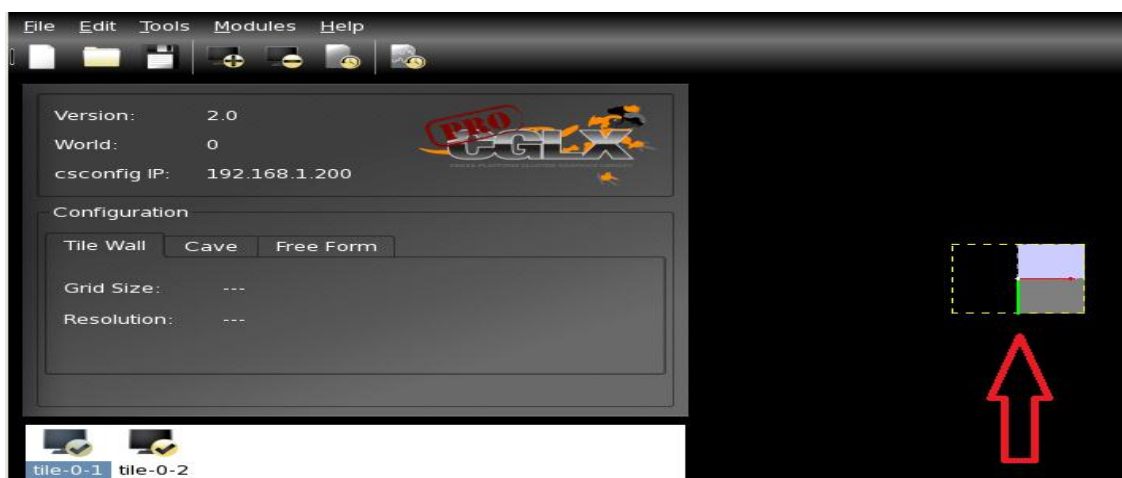 File Edit Tools Modules Help
Version: 2.0
World: 0
csconfig IP: 192.168.1.200
PRO
CGLX
Configuration
Tile Wall Cave Free Form
Grid Size: ---
Resolution: ---
tile-0-1 tile-0-2